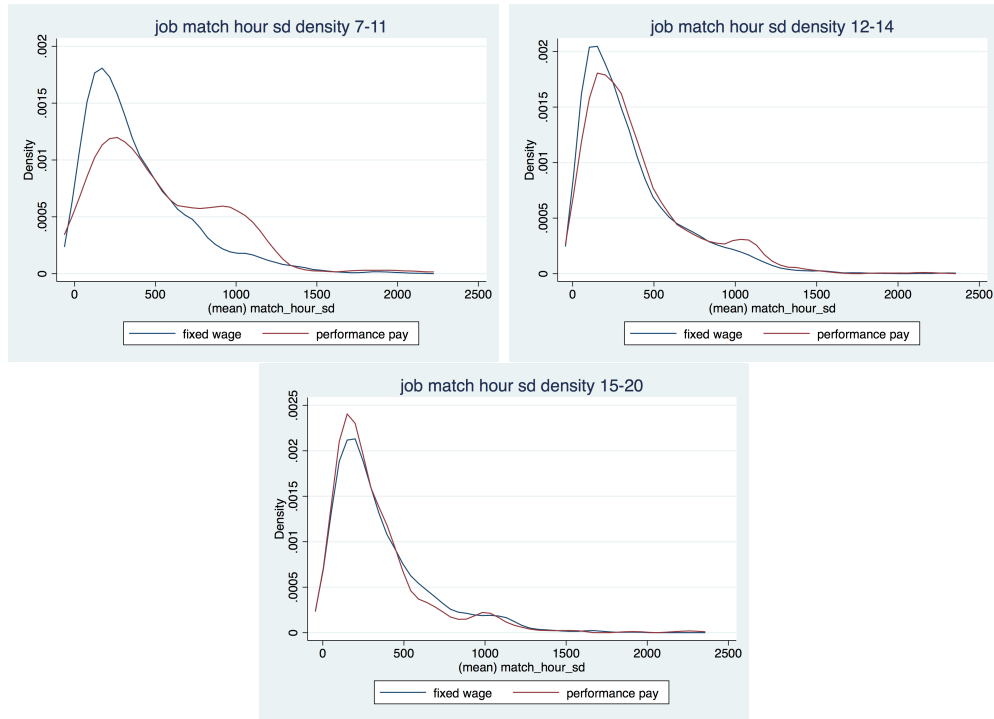 job match hour sd density 7-11
Density
0
.0005
.001
.0015
.002
0 500 1000 1500 2000 2500
(mean) match_hour_sd
fixed wage performance pay
job match hour sd density 12-14
Density
0
.0005
.001
.0015
.002
0 500 1000 1500 2000 2500
(mean) match_hour_sd
fixed wage performance pay
job match hour sd density 15-20
Density
0
.0005
.001
.0015
.002
.0025
0 500 1000 1500 2000 2500
(mean) match_hour_sd
fixed wage performance pay